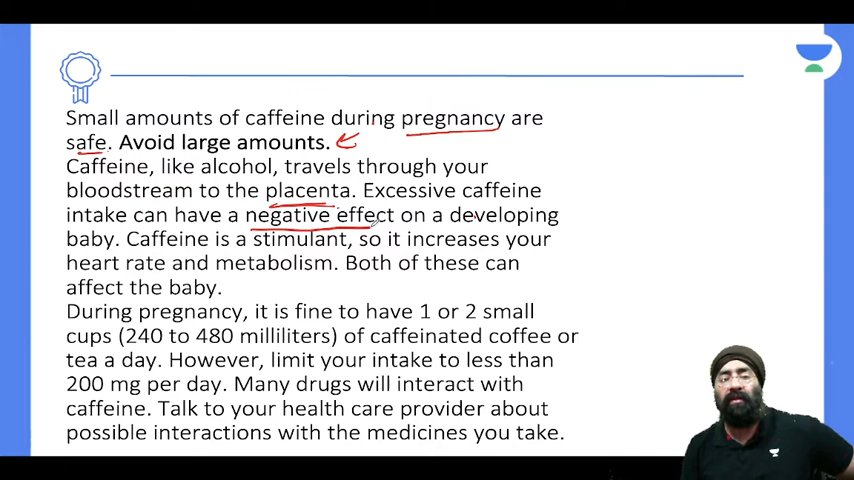 Small amounts of caffeine during pregnancy are
safe. Avoid large amounts.
Caffeine, like alcohol, travels through your
bloodstream to the placenta. Excessive caffeine
intake can have a negative effect on a developing
baby. Caffeine is a stimulant, so it increases your
heart rate and metabolism. Both of these can
affect the baby.
During pregnancy, it is fine to have 1 or 2 small
cups (240 to 480 milliliters) of caffeinated coffee or
tea a day. However, limit your intake to less than
200 mg per day. Many drugs will interact with
caffeine. Talk to your health care provider about
possible interactions with the medicines you take.